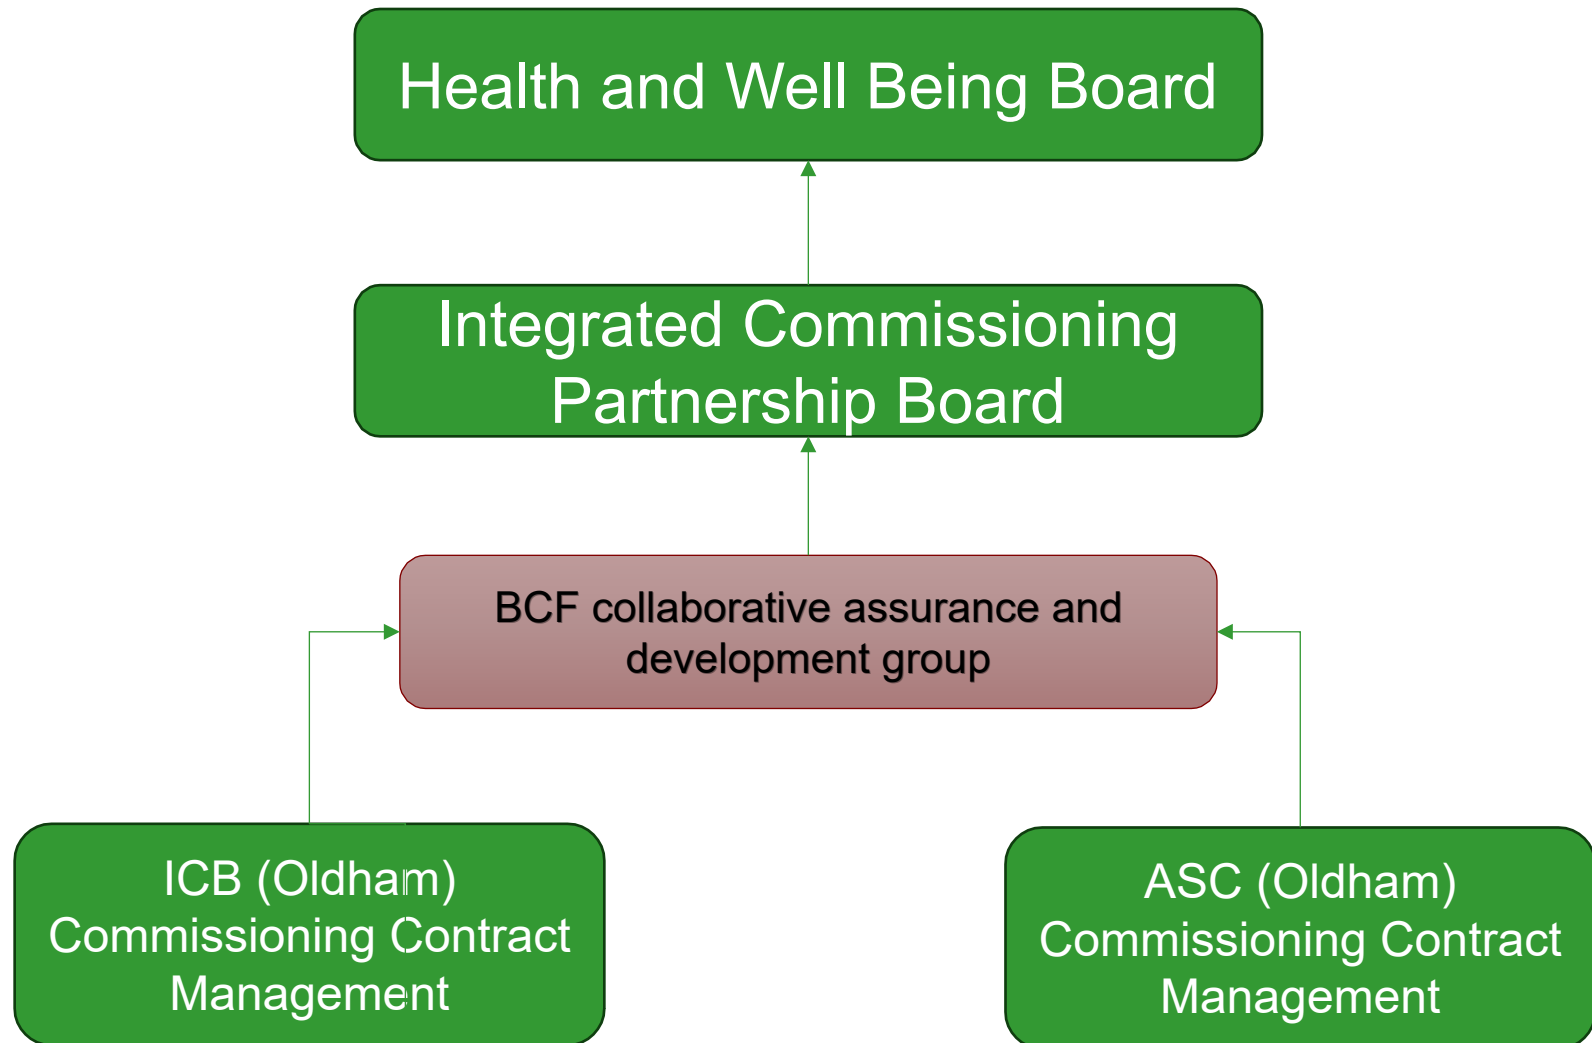 Health and Well Being Board
Integrated Commissioning
Partnership Board
BCF collaborative assurance and
development group
ICB (Oldham)
Commissioning Contract
Management
ASC (Oldham)
Commissioning Contract
Management